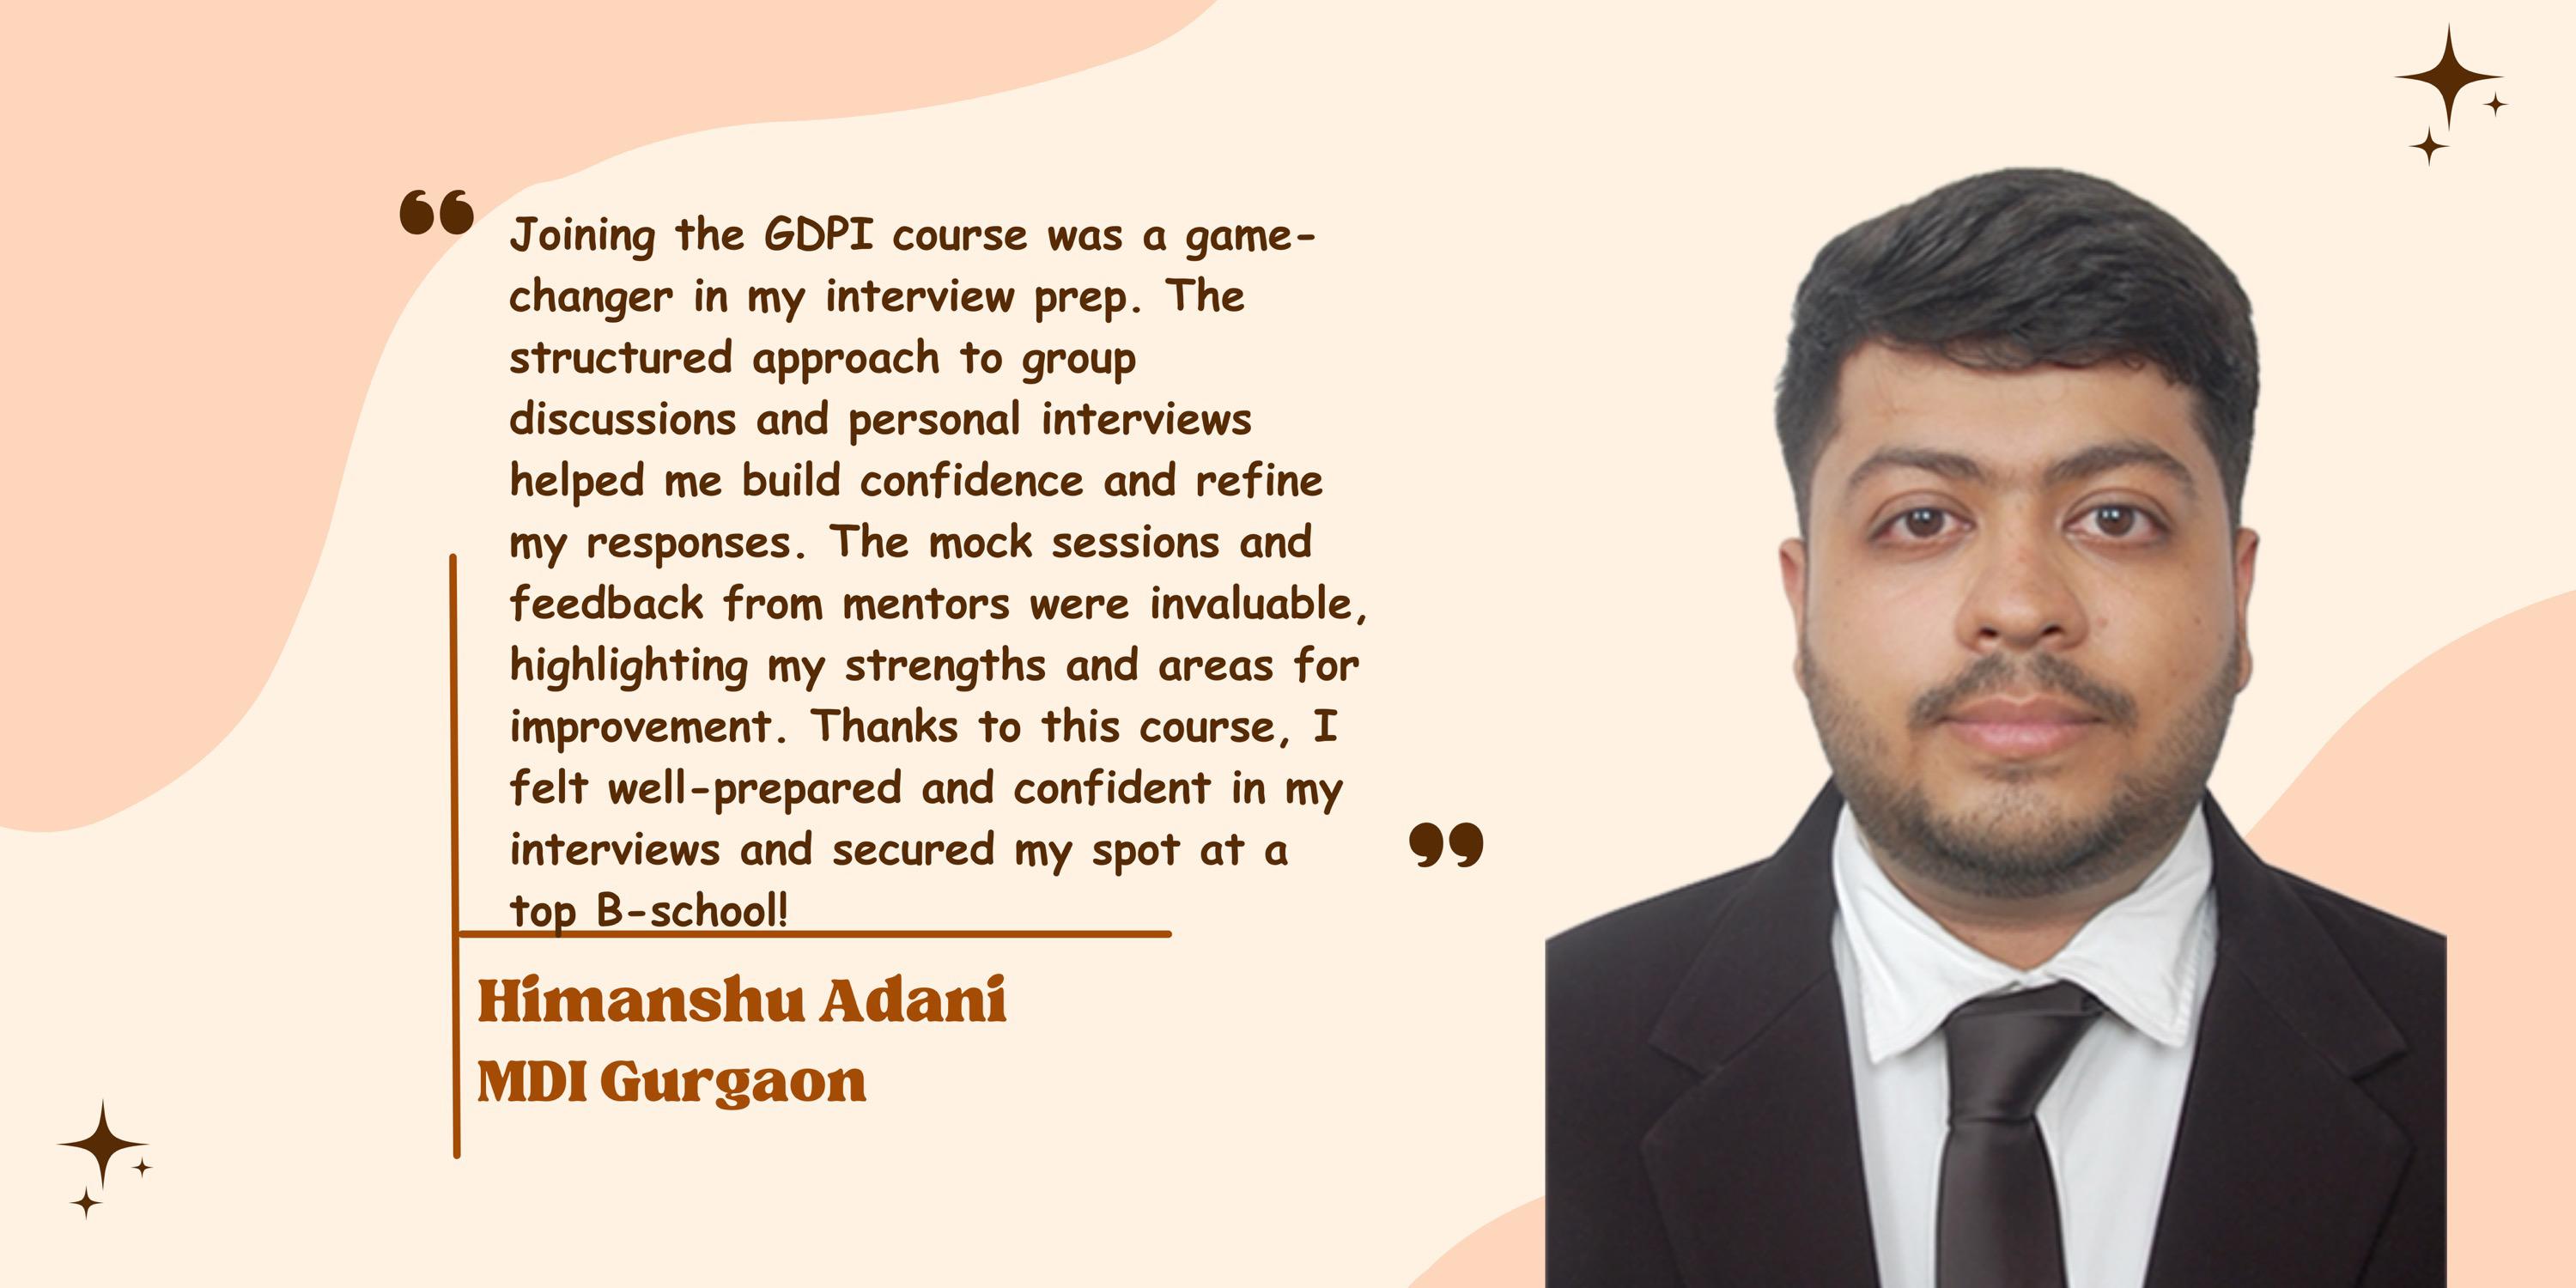 “ Joining the GDPI course was a game-
changer in my interview prep. The
structured approach to group
discussions and personal interviews
helped me build confidence and refine
my responses. The mock sessions and
feedback from mentors were invaluable,
highlighting my strengths and areas for
improvement. Thanks to this course, I
felt well-prepared and confident in my
interviews and secured my spot at a ”
top B-school!
Himanshu Adani
MDI Gurgaon